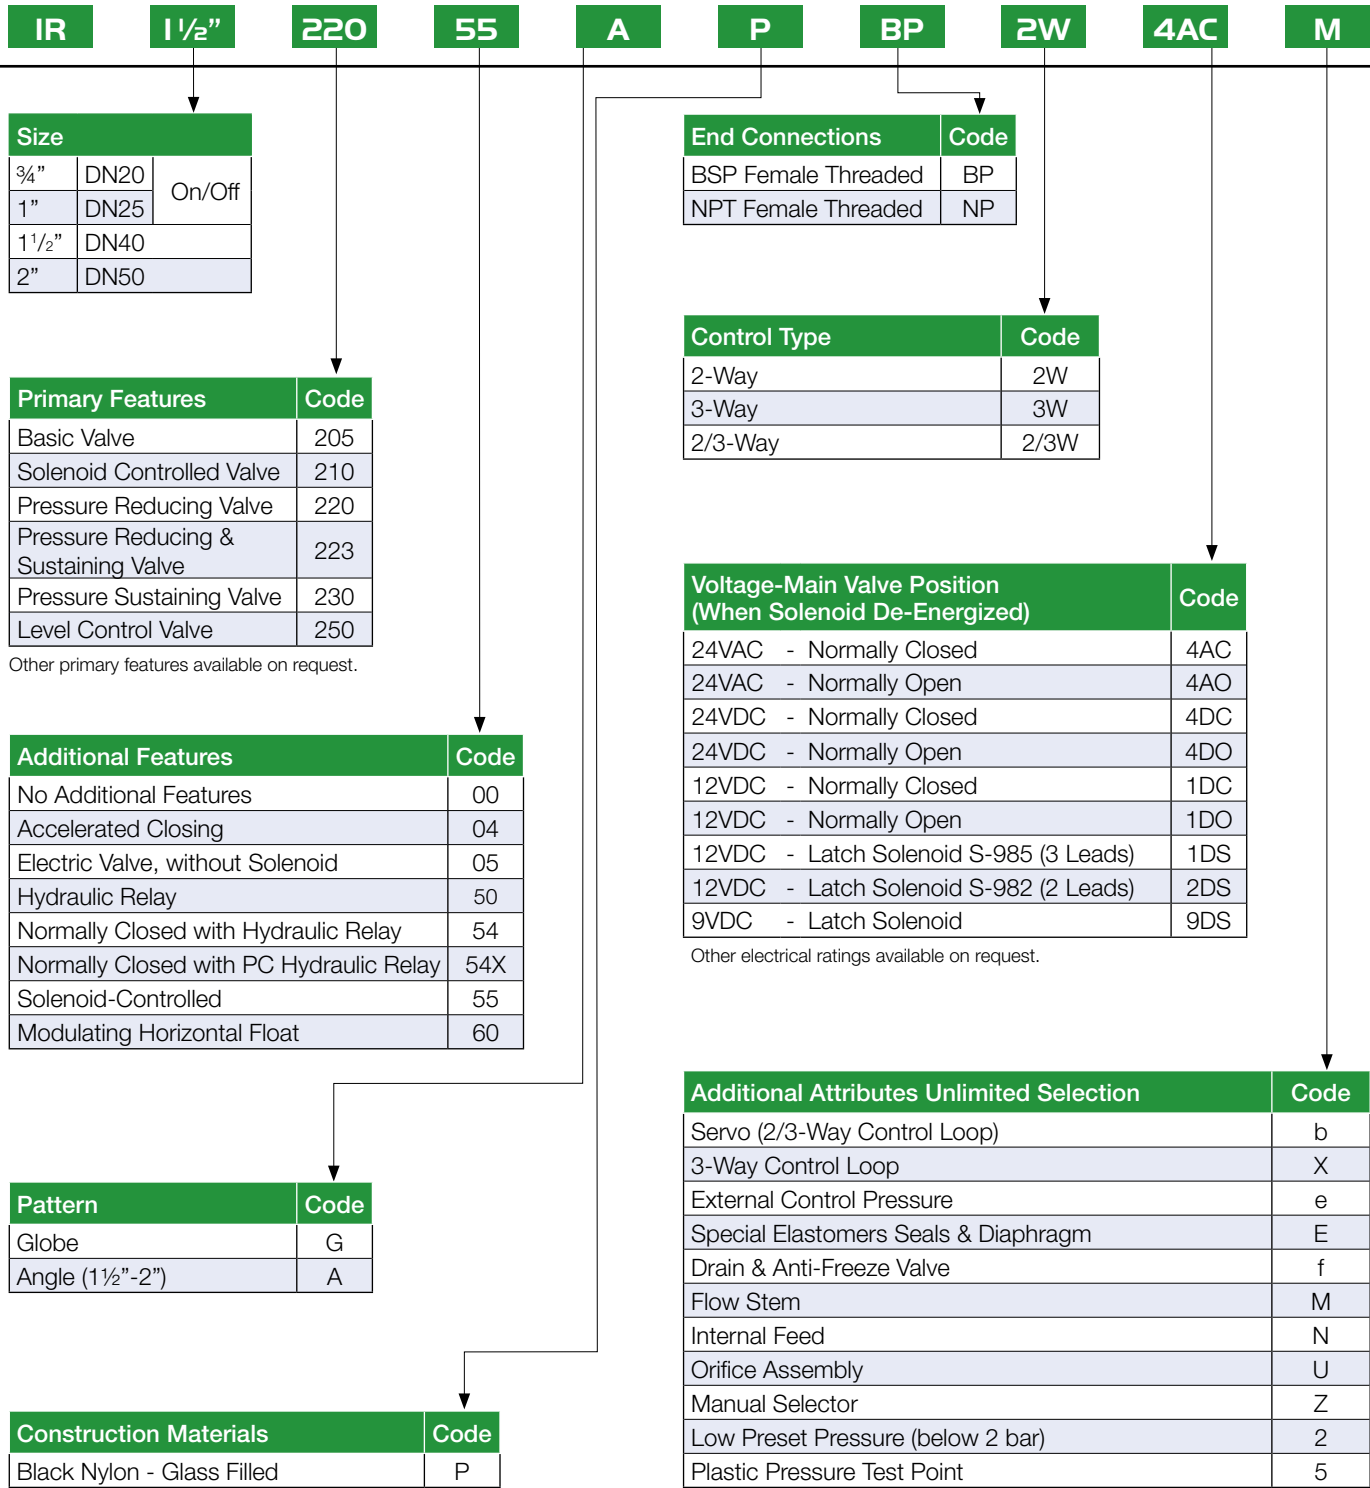 IR 1½” 220 55 A P BP 2W 4AC M
Size
¾” DN20 On/Off
1” DN25
1½” DN40
2” DN50
Primary Features Code
Basic Valve 205
Solenoid Controlled Valve 210
Pressure Reducing Valve 220
Pressure Reducing &
Sustaining Valve 223
Pressure Sustaining Valve 230
Level Control Valve 250
Other primary features available on request.
Additional Features Code
No Additional Features 00
Accelerated Closing 04
Electric Valve, without Solenoid 05
Hydraulic Relay 50
Normally Closed with Hydraulic Relay 54
Normally Closed with PC Hydraulic Relay 54X
Solenoid-Controlled 55
Modulating Horizontal Float 60
Pattern Code
Globe G
Angle (1½”-2”) A
Construction Materials Code
Black Nylon - Glass Filled P
End Connections Code
BSP Female Threaded BP
NPT Female Threaded NP
Control Type Code
2-Way 2W
3-Way 3W
2/3-Way 2/3W
Voltage-Main Valve Position
(When Solenoid De-Energized) Code
24VAC - Normally Closed 4AC
24VAC - Normally Open 4AO
24VDC - Normally Closed 4DC
24VDC - Normally Open 4DO
12VDC - Normally Closed 1DC
12VDC - Normally Open 1DO
12VDC - Latch Solenoid S-985 (3 Leads) 1DS
12VDC - Latch Solenoid S-982 (2 Leads) 2DS
9VDC - Latch Solenoid 9DS
Other electrical ratings available on request.
Additional Attributes Unlimited Selection Code
Servo (2/3-Way Control Loop) b
3-Way Control Loop X
External Control Pressure e
Special Elastomers Seals & Diaphragm E
Drain & Anti-Freeze Valve f
Flow Stem M
Internal Feed N
Orifice Assembly U
Manual Selector Z
Low Preset Pressure (below 2 bar) 2
Plastic Pressure Test Point 5